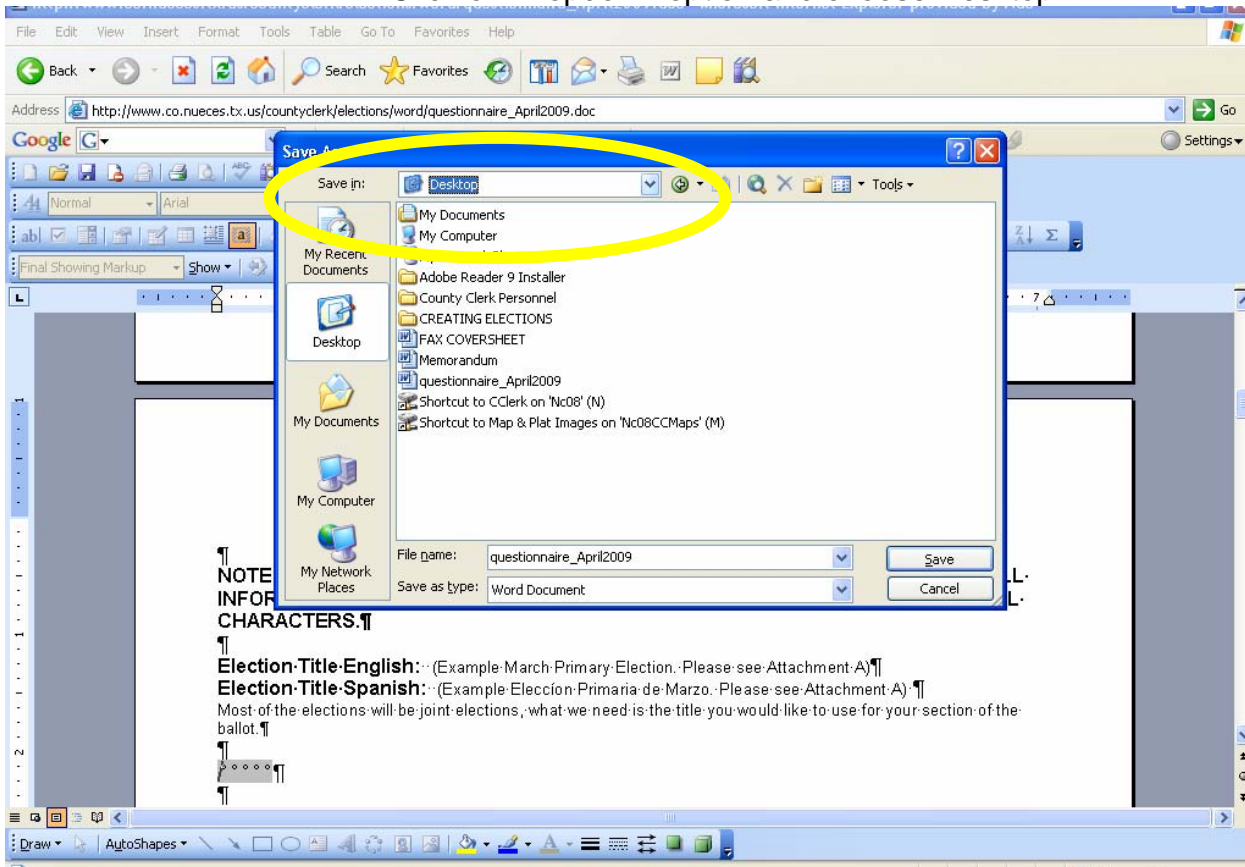 File Edit View Insert Format Tools Table Go To Favorites Help
Back Search Favorites
Address http://www.co.nueces.tx.us/countyclerk/elections/word/questionnaire_April2009.doc Go
Google G Settings
Save As
Normal Arial
Save in: Desktop Tools
My Documents
My Computer
My Recent Documents
Adobe Reader 9 Installer
County Clerk Personnel
CREATING ELECTIONS
FAX COVERSHEET
Memorandum
questionnaire_April2009
Shortcut to CClerk on 'Nc08' (N)
Shortcut to Map & Plat Images on 'Nc08CCMaps' (M)
Desktop
My Documents
My Computer
My Network Places
File name: questionnaire_April2009 Save
Save as type: Word Document Cancel
Final Showing Markup Show
7
¶
NOTE
INFOR
CHARACTERS.¶
¶
Election·Title·English:··(Example·March·Primary·Election.·Please·see·Attachment·A)¶
Election·Title·Spanish:··(Example·Eleccíon·Primaria·de·Marzo.·Please·see·Attachment·A)·¶
Most·of·the·elections·will·be·joint·elections,·what·we·need·is·the·title·you·would·like·to·use·for·your·section·of·the·
ballot.¶
¶
°°°°°¶
¶
Draw AutoShapes